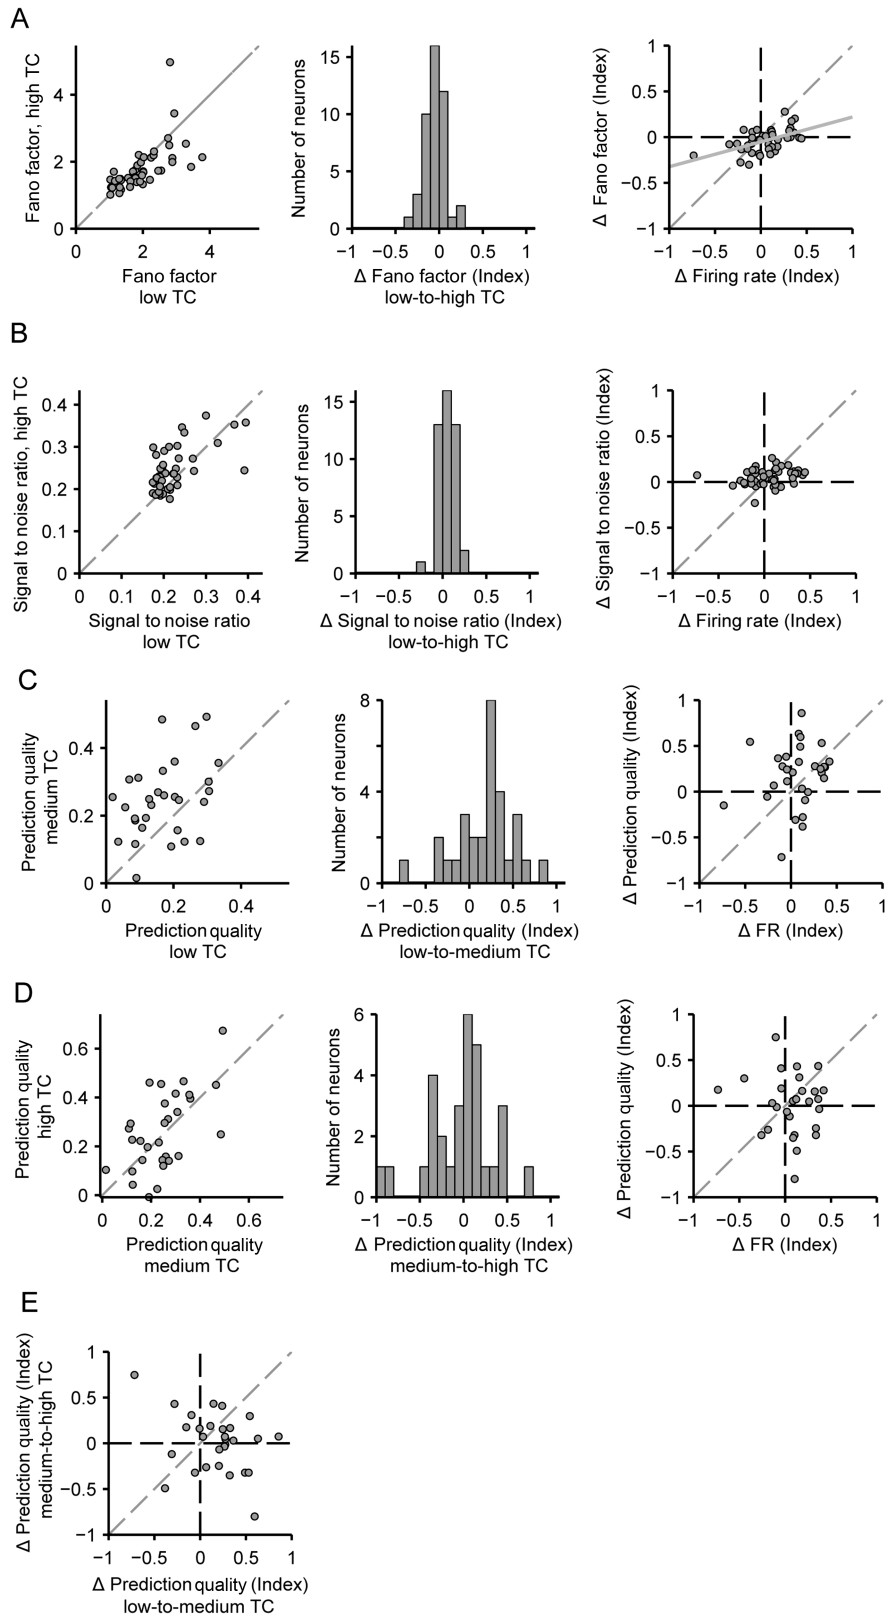 A
Fano factor, high TC
4
2
0
0
2
4
Fano factor
low TC
Number of neurons
15
10
5
0
−1
−0.5
0
0.5
1
Δ Fano factor (Index)
low-to-high TC
Δ Fano factor (Index)
1
0.5
0
−0.5
−1
−1
−0.5
0
0.5
1
Δ Firing rate (Index)
B
Signal to noise ratio, high TC
0.4
0.3
0.2
0.1
0
0
0.1
0.2
0.3
0.4
Signal to noise ratio
low TC
Number of neurons
15
10
5
0
−1
−0.5
0
0.5
1
Δ Signal to noise ratio (Index)
low-to-high TC
Δ Signal to noise ratio (Index)
1
0.5
0
−0.5
−1
−1
−0.5
0
0.5
1
Δ Firing rate (Index)
C
Prediction quality
medium TC
0.4
0.2
0
0
0.2
0.4
Prediction quality
low TC
Number of neurons
8
6
4
2
0
−1
−0.5
0
0.5
1
Δ Prediction quality (Index)
low-to-medium TC
Δ Prediction quality (Index)
1
0.5
0
−0.5
−1
−1
−0.5
0
0.5
1
Δ FR (Index)
D
Prediction quality
high TC
0.6
0.4
0.2
0
0
0.2
0.4
0.6
Prediction quality
medium TC
Number of neurons
6
4
2
0
−1
−0.5
0
0.5
1
Δ Prediction quality (Index)
medium-to-high TC
Δ Prediction quality (Index)
1
0.5
0
−0.5
−1
−1
−0.5
0
0.5
1
Δ FR (Index)
E
Δ Prediction quality (Index)
medium-to-high TC
1
0.5
0
−0.5
−1
−1
−0.5
0
0.5
1
Δ Prediction quality (Index)
low-to-medium TC